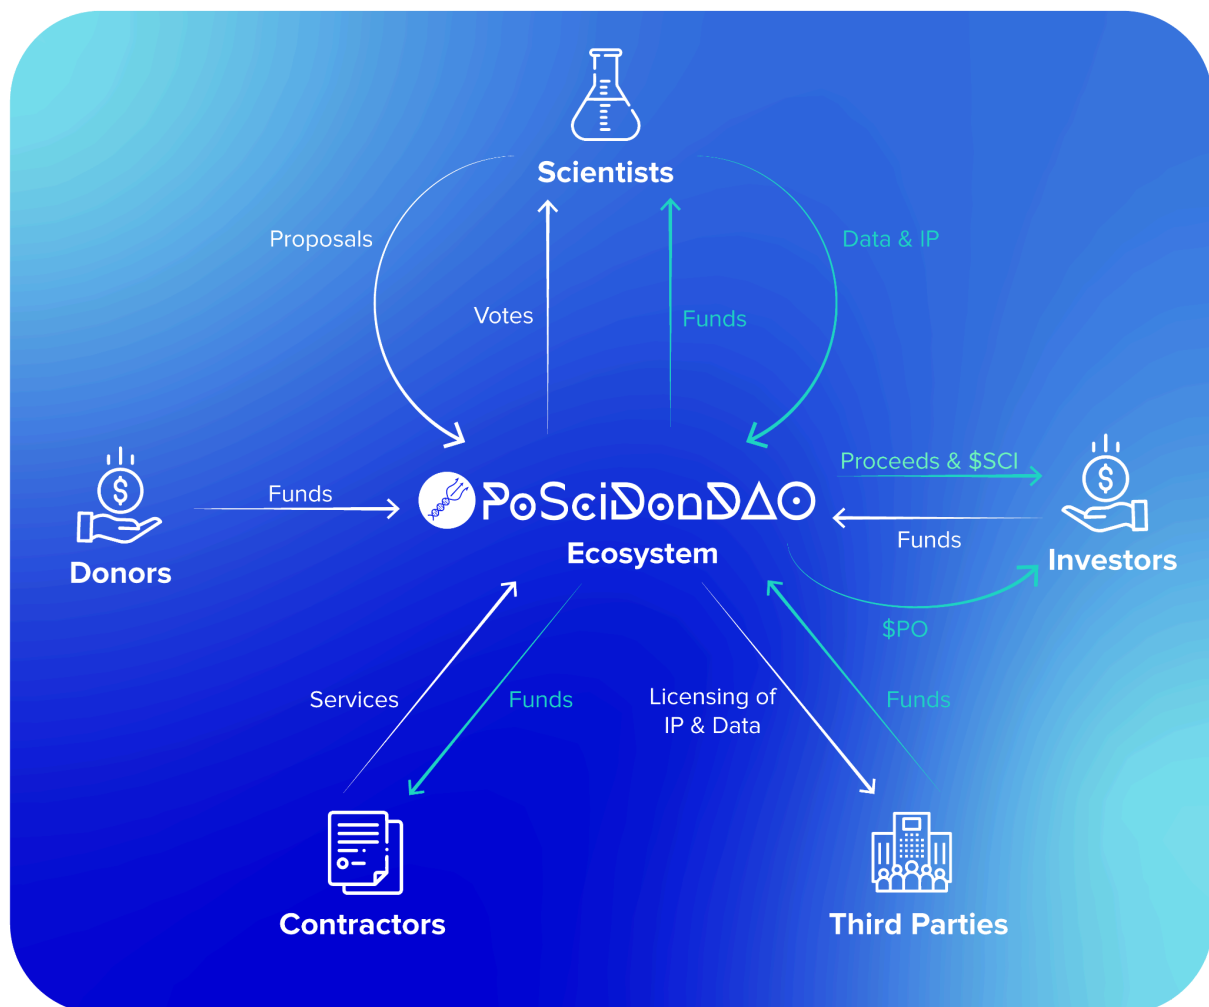 Scientists
Proposals
Data & IP
Votes
Funds
Proceeds & $SCI
Funds
PoSciDonDAO
Funds
Ecosystem
Donors
Investors
$PO
Services
Funds
Licensing of
IP & Data
Funds
Contractors
Third Parties